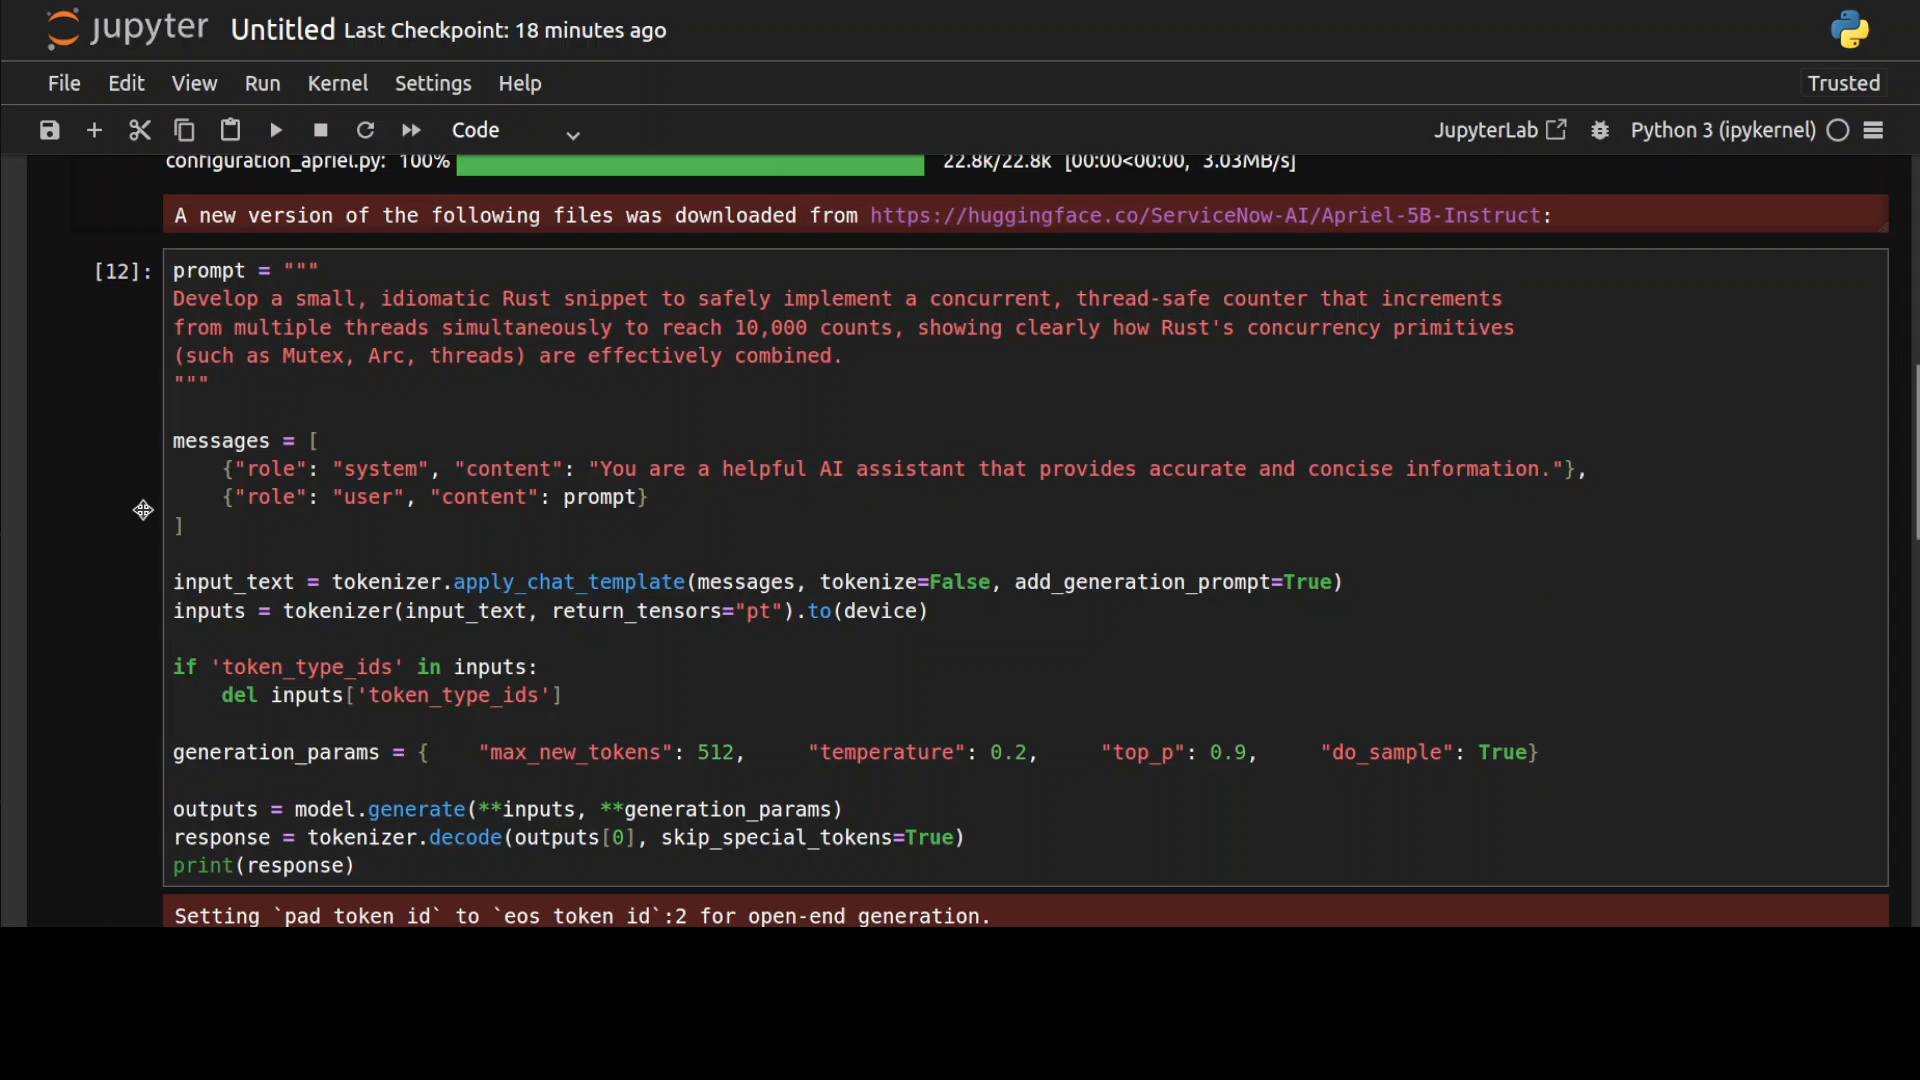 jupyter Untitled Last Checkpoint: 18 minutes ago
File Edit View Run Kernel Settings Help Trusted
Code JupyterLab Python 3 (ipykernel)
configuration_apriel.py: 100% 22.8k/22.8k [00:00<00:00, 3.03MB/s]
A new version of the following files was downloaded from https://huggingface.co/ServiceNow-AI/Apriel-5B-Instruct:
[12]: prompt = """
Develop a small, idiomatic Rust snippet to safely implement a concurrent, thread-safe counter that increments
from multiple threads simultaneously to reach 10,000 counts, showing clearly how Rust's concurrency primitives
(such as Mutex, Arc, threads) are effectively combined.
"""
messages = [
    {"role": "system", "content": "You are a helpful AI assistant that provides accurate and concise information."},
    {"role": "user", "content": prompt}
]
input_text = tokenizer.apply_chat_template(messages, tokenize=False, add_generation_prompt=True)
inputs = tokenizer(input_text, return_tensors="pt").to(device)
if 'token_type_ids' in inputs:
    del inputs['token_type_ids']
generation_params = {    "max_new_tokens": 512,     "temperature": 0.2,     "top_p": 0.9,     "do_sample": True}
outputs = model.generate(**inputs, **generation_params)
response = tokenizer.decode(outputs[0], skip_special_tokens=True)
print(response)
Setting `pad_token_id` to `eos_token_id`:2 for open-end generation.